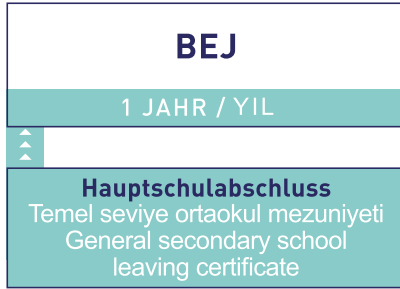 BEJ
1 JAHR / YIL
Hauptschulabschluss
Temel seviye ortaokul mezuniyeti
General secondary school
leaving certificate